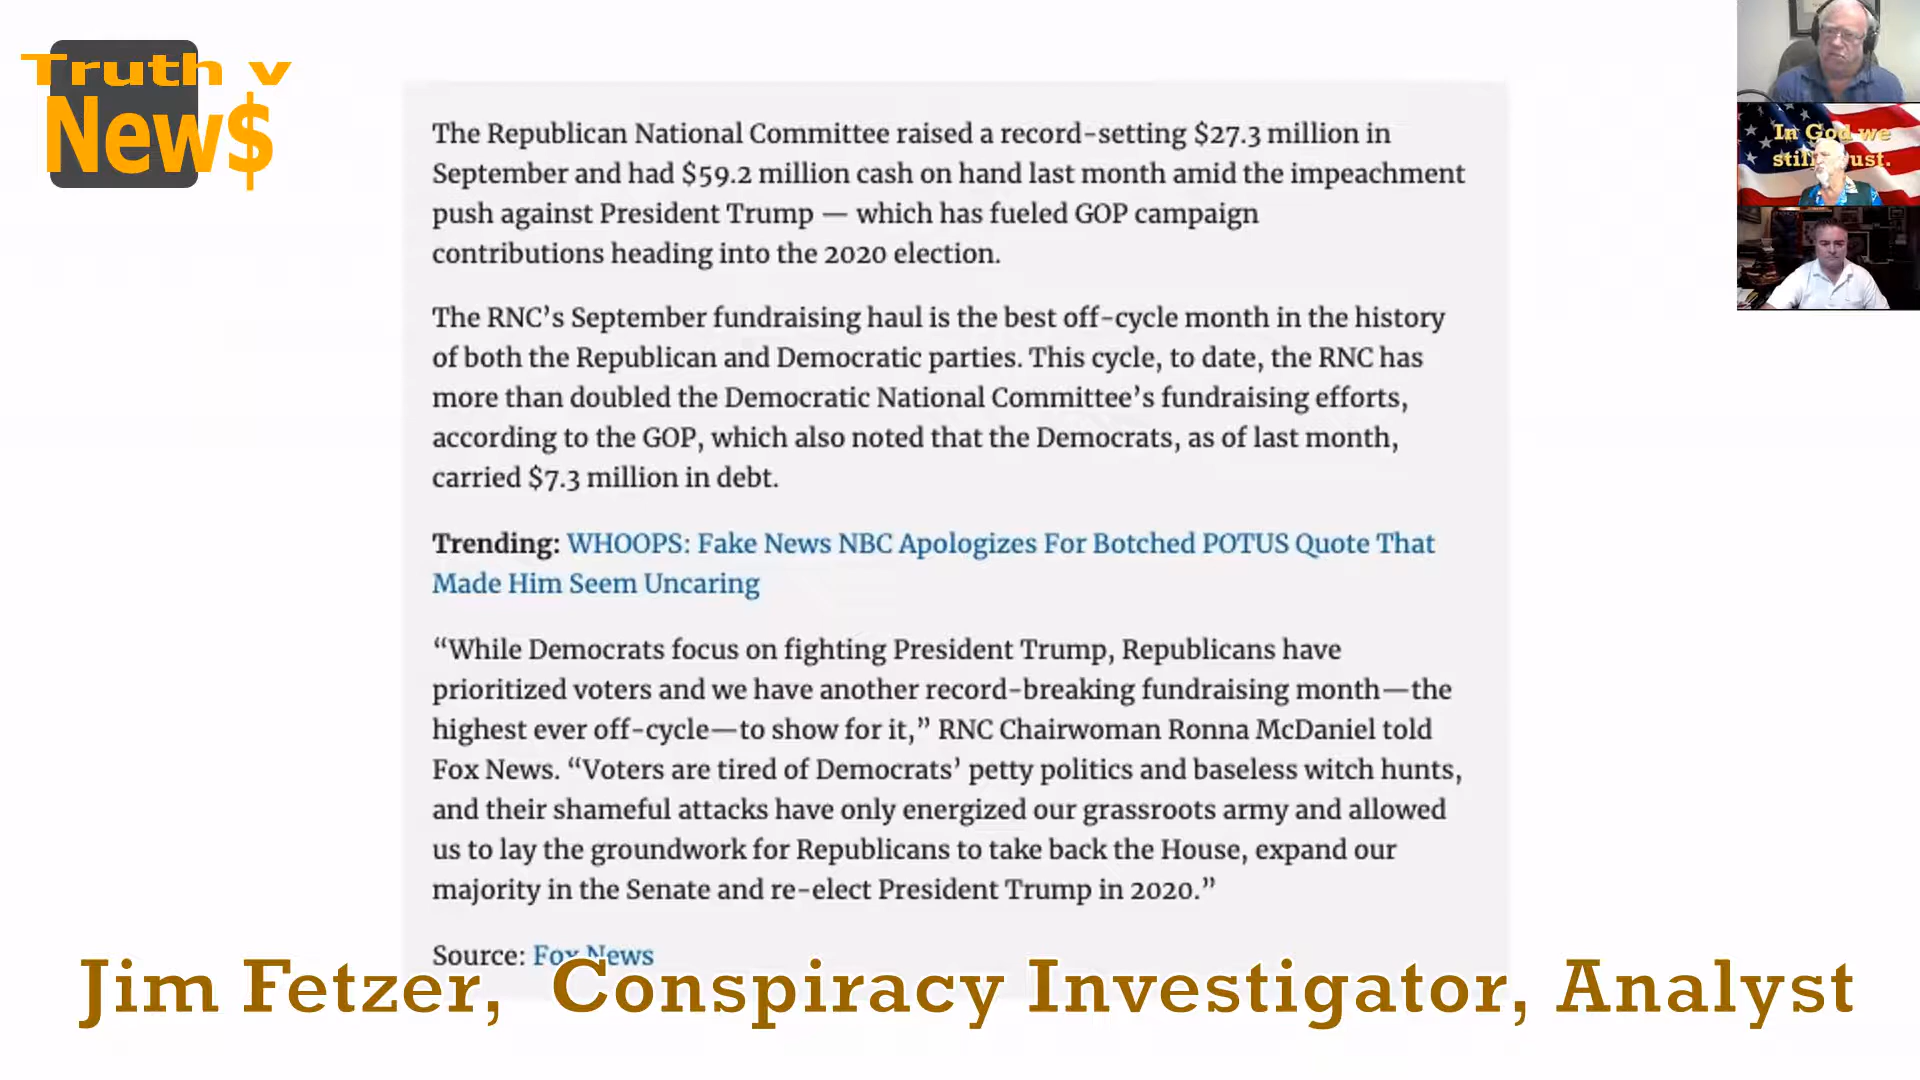 Truth v
New$
The Republican National Committee raised a record-setting $27.3 million in
September and had $59.2 million cash on hand last month amid the impeachment
push against President Trump — which has fueled GOP campaign
contributions heading into the 2020 election.
The RNC’s September fundraising haul is the best off-cycle month in the history
of both the Republican and Democratic parties. This cycle, to date, the RNC has
more than doubled the Democratic National Committee’s fundraising efforts,
according to the GOP, which also noted that the Democrats, as of last month,
carried $7.3 million in debt.
Trending: WHOOPS: Fake News NBC Apologizes For Botched POTUS Quote That
Made Him Seem Uncaring
“While Democrats focus on fighting President Trump, Republicans have
prioritized voters and we have another record-breaking fundraising month—the
highest ever off-cycle—to show for it,” RNC Chairwoman Ronna McDaniel told
Fox News. “Voters are tired of Democrats’ petty politics and baseless witch hunts,
and their shameful attacks have only energized our grassroots army and allowed
us to lay the groundwork for Republicans to take back the House, expand our
majority in the Senate and re-elect President Trump in 2020.”
Source: Fox News
Jim Fetzer, Conspiracy Investigator, Analyst
In God we
still